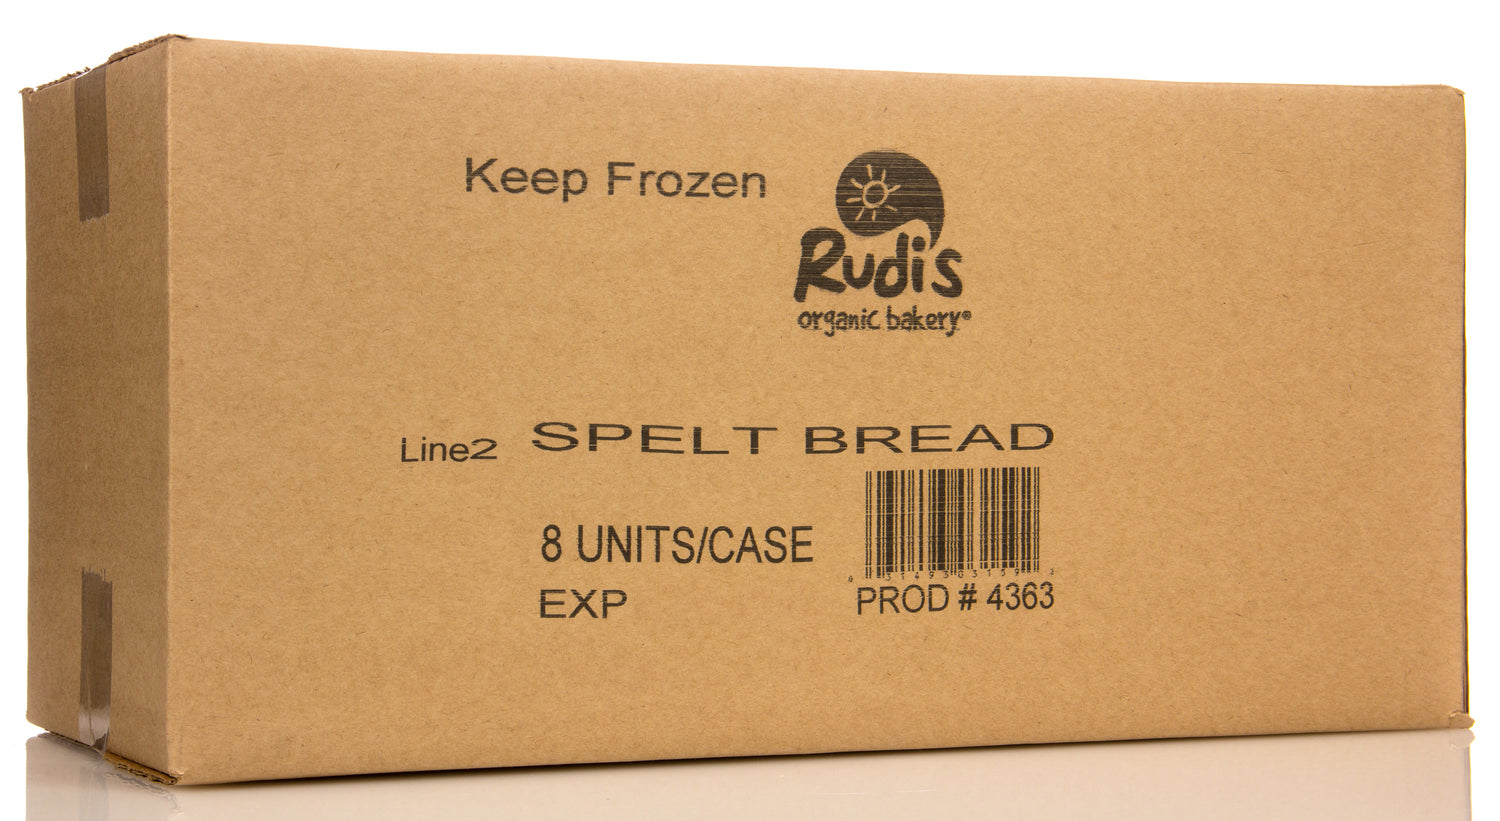 Keep Frozen
Rudi's
organic bakery®
Line2 SPELT BREAD
8 UNITS/CASE
EXP
PROD # 4363